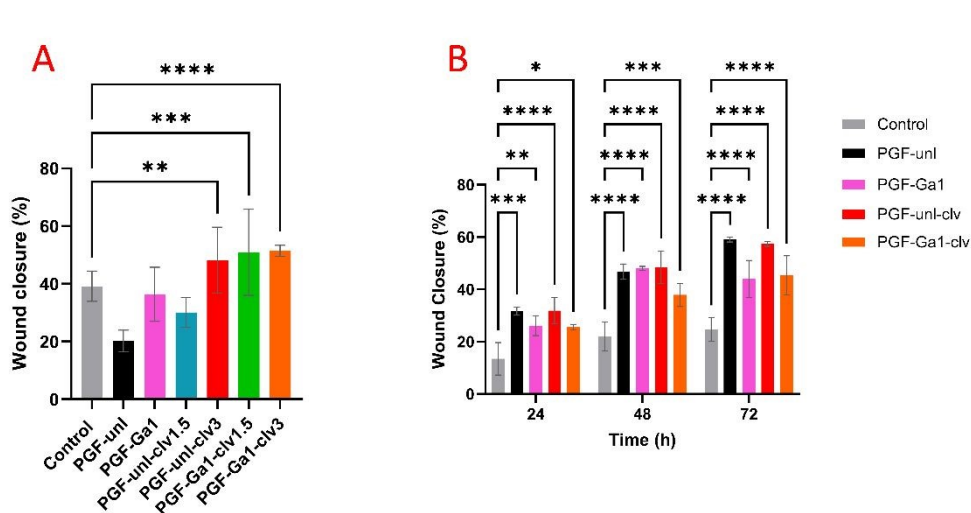 A
****
***
**
80
60
40
20
0
Wound closure (%)
Control
PGF-unl
PGF-Ga1
PGF-unl-clv1.5
PGF-unl-clv3
PGF-Ga1-clv1.5
PGF-Ga1-clv3
B
* *** ****
**** **** ****
** **** ****
*** **** ****
80
60
40
20
0
Wound Closure (%)
24 48 72
Time (h)
Control
PGF-unl
PGF-Ga1
PGF-unl-clv
PGF-Ga1-clv